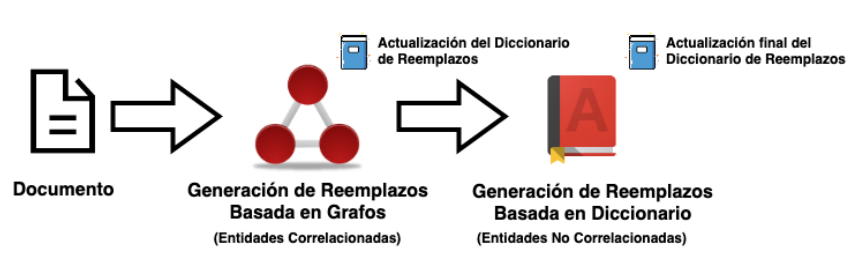 Actualización del Diccionario
de Reemplazos
Actualización final del
Diccionario de Reemplazos
A
Documento
Generación de Reemplazos
Basada en Grafos
(Entidades Correlacionadas)
Generación de Reemplazos
Basada en Diccionario
(Entidades No Correlacionadas)